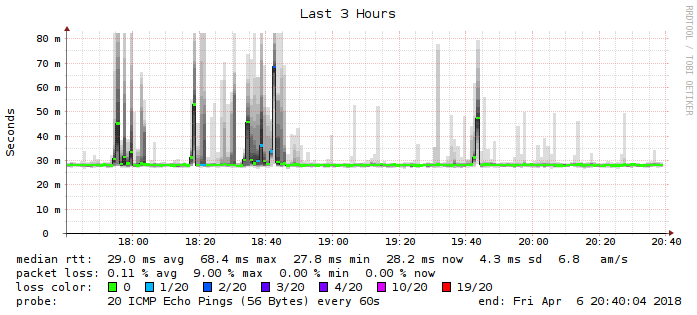 Last 3 Hours
RRDTOOL / TOBI OETIKER
Seconds
80 m
70 m
60 m
50 m
40 m
30 m
20 m
10 m
0
18:00 18:20 18:40 19:00 19:20 19:40 20:00 20:20 20:40
median rtt: 29.0 ms avg 68.4 ms max 27.8 ms min 28.2 ms now 4.3 ms sd 6.8 am/s
packet loss: 0.11 % avg 9.00 % max 0.00 % min 0.00 % now
loss color: 0 1/20 2/20 3/20 4/20 10/20 19/20
probe: 20 ICMP Echo Pings (56 Bytes) every 60s end: Fri Apr 6 20:40:04 2018